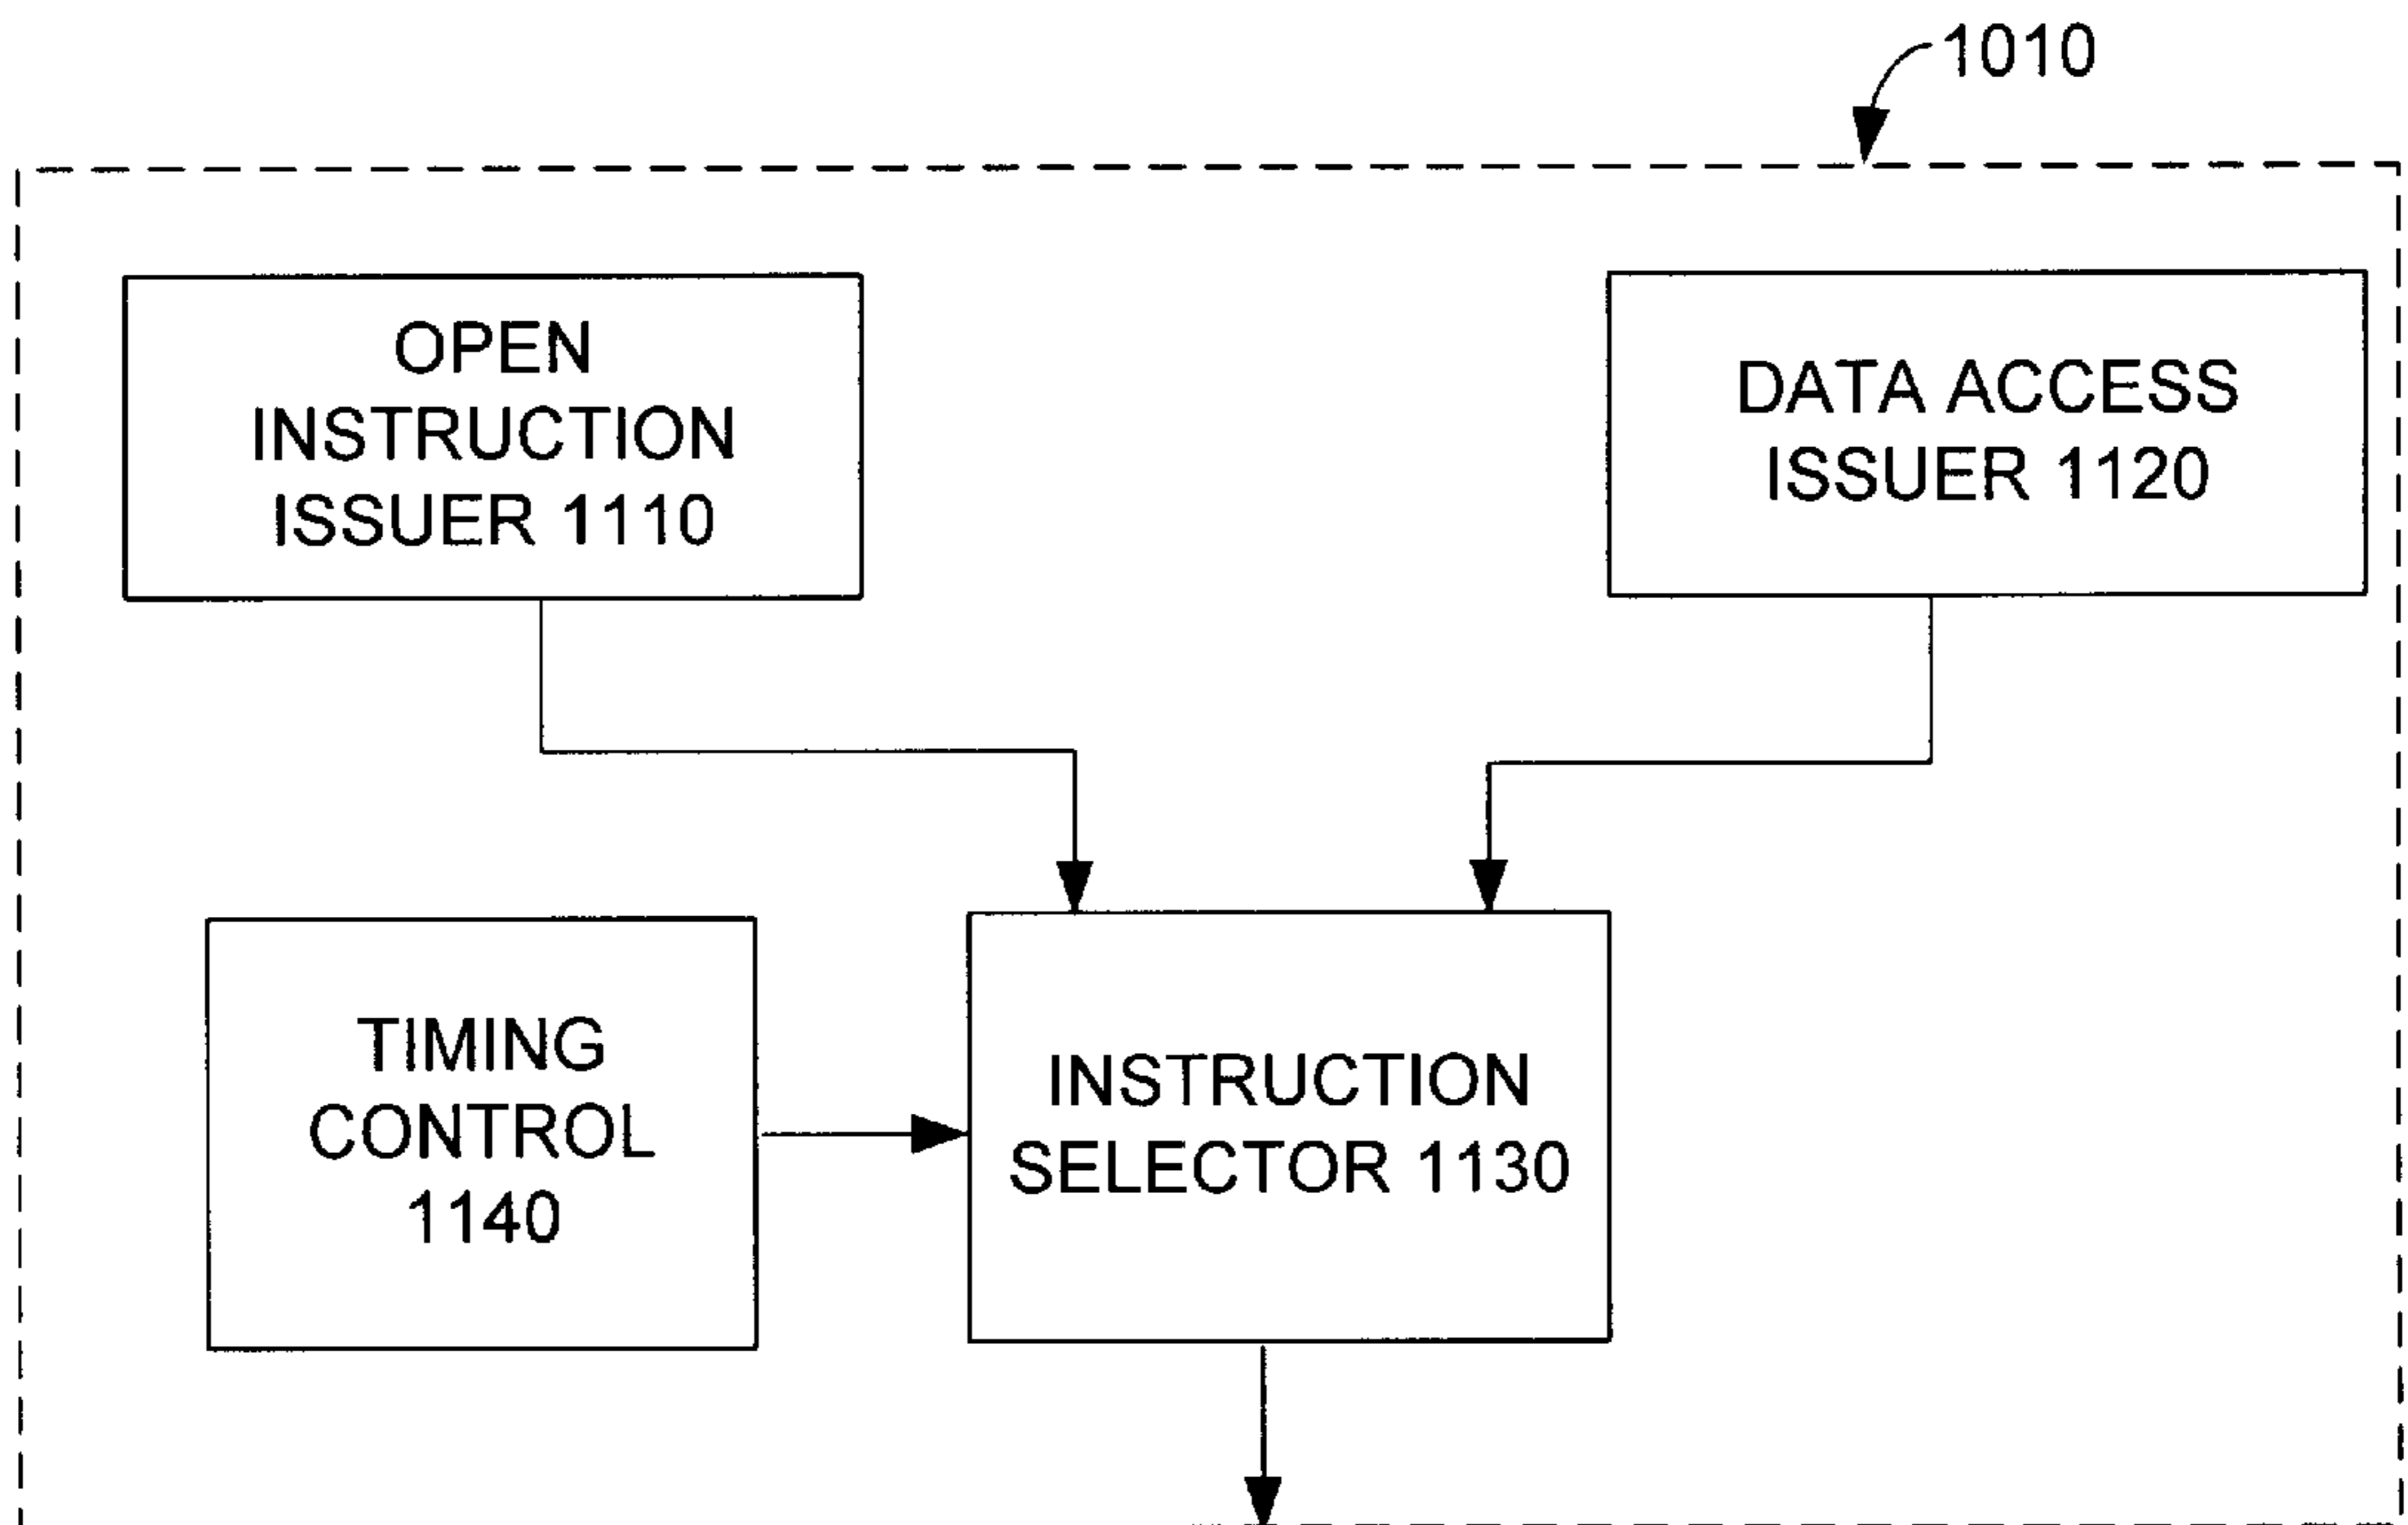 1010
OPEN
INSTRUCTION
ISSUER 1110
DATA ACCESS
ISSUER 1120
TIMING
CONTROL
1140
INSTRUCTION
SELECTOR 1130